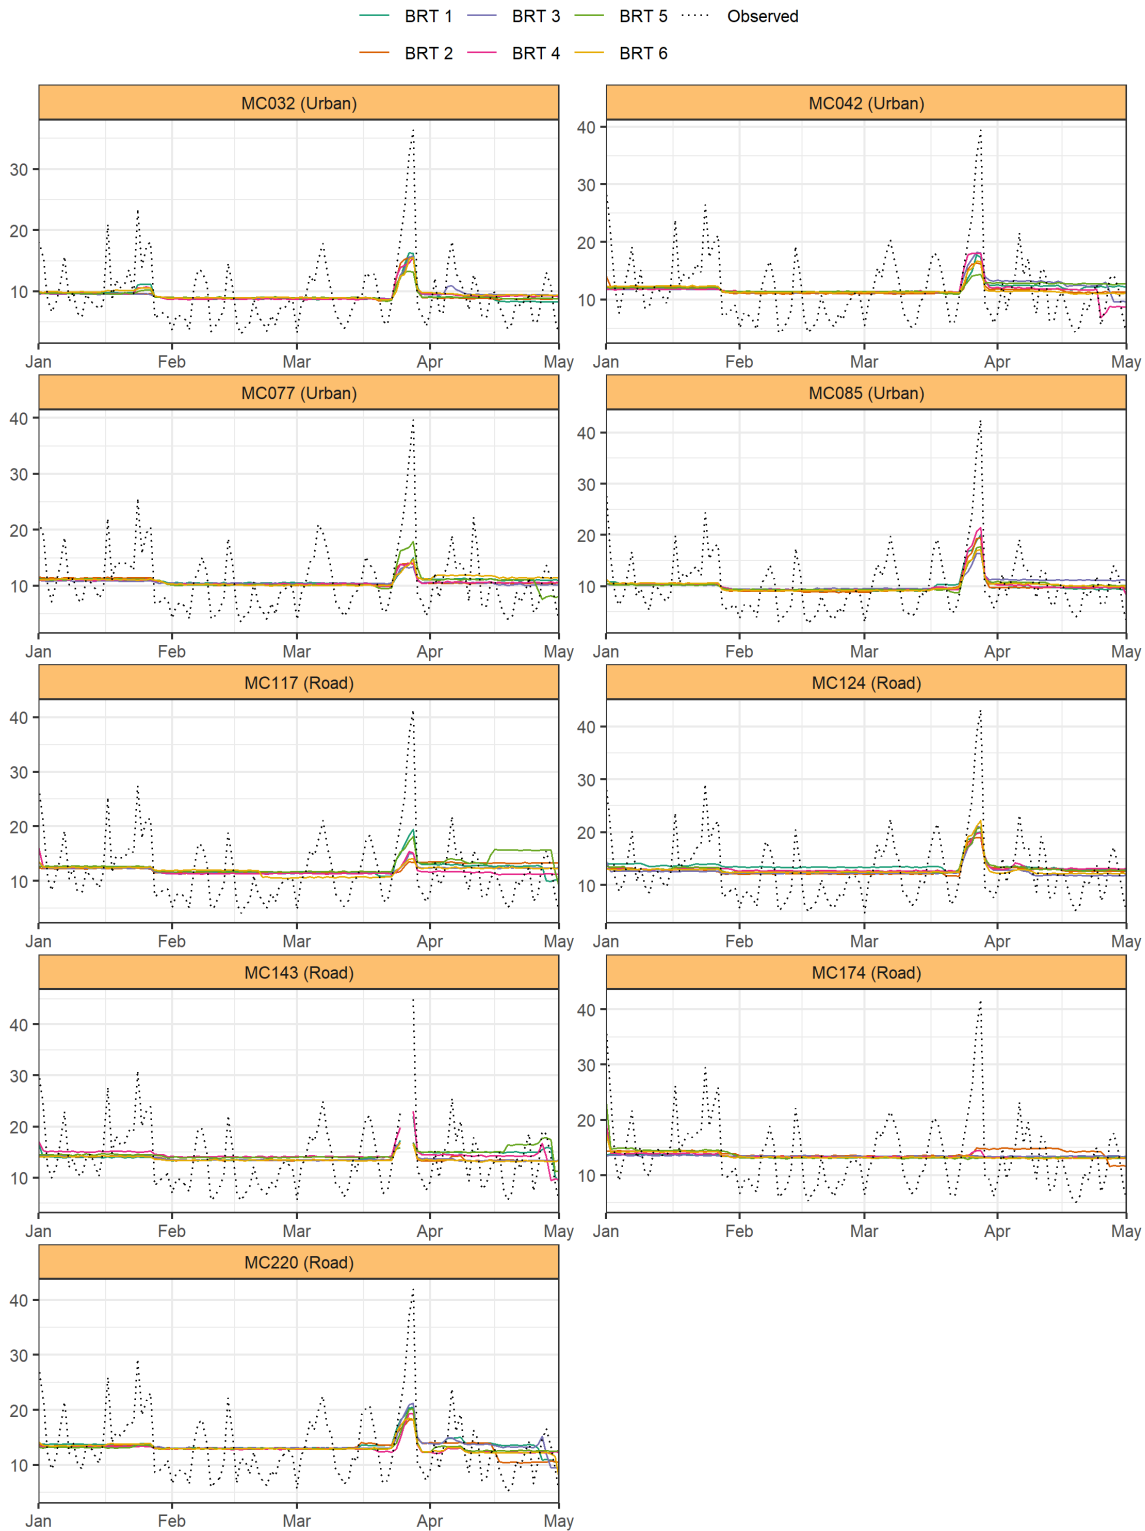 BRT 1 BRT 3 BRT 5 Observed
BRT 2 BRT 4 BRT 6
MC032 (Urban) MC042 (Urban)
30
20
10
40
30
20
10
Jan Feb Mar Apr May Jan Feb Mar Apr May
MC077 (Urban) MC085 (Urban)
40
30
20
10
40
30
20
10
Jan Feb Mar Apr May Jan Feb Mar Apr May
MC117 (Road) MC124 (Road)
40
30
20
10
40
30
20
10
Jan Feb Mar Apr May Jan Feb Mar Apr May
MC143 (Road) MC174 (Road)
40
30
20
10
40
30
20
10
Jan Feb Mar Apr May Jan Feb Mar Apr May
MC220 (Road)
40
30
20
10
Jan Feb Mar Apr May